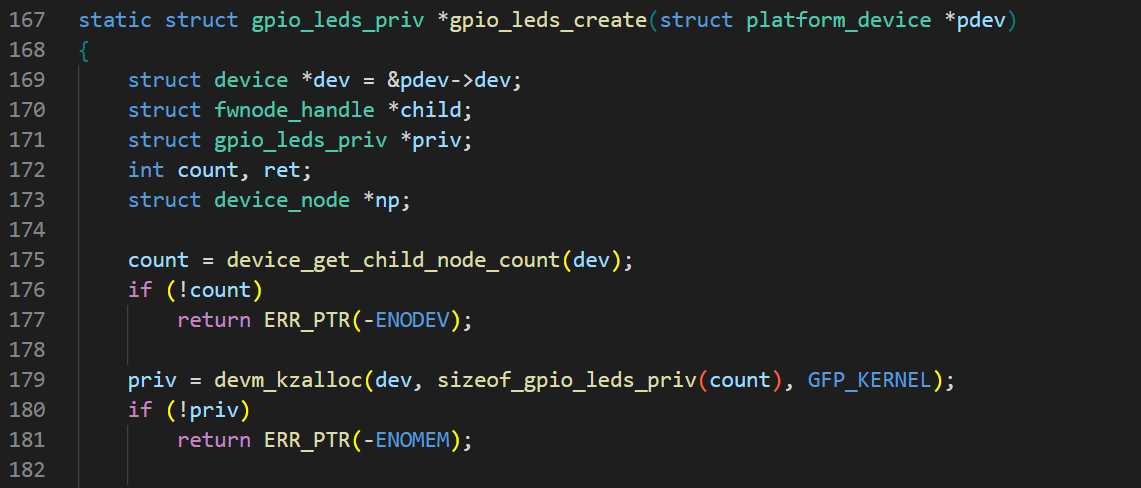 167 static struct gpio_leds_priv *gpio_leds_create(struct platform_device *pdev)
168 {
169     struct device *dev = &pdev->dev;
170     struct fwnode_handle *child;
171     struct gpio_leds_priv *priv;
172     int count, ret;
173     struct device_node *np;
174
175     count = device_get_child_node_count(dev);
176     if (!count)
177         return ERR_PTR(-ENODEV);
178
179     priv = devm_kzalloc(dev, sizeof_gpio_leds_priv(count), GFP_KERNEL);
180     if (!priv)
181         return ERR_PTR(-ENOMEM);
182